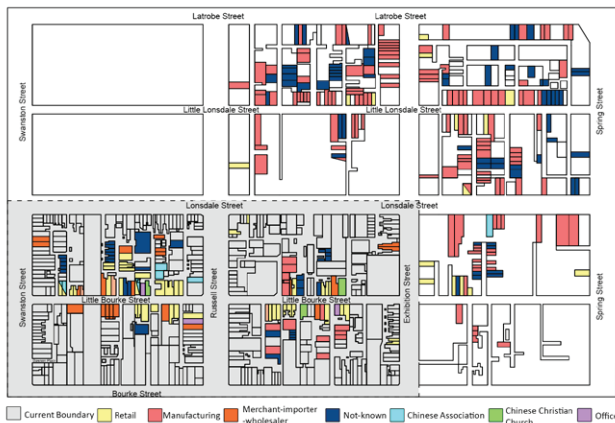 Latrobe Street
Latrobe Street
Swanston Street
Spring Street
Little Lonsdale Street
Little Lonsdale Street
Lonsdale Street
Lonsdale Street
Swanston Street
Russell Street
Exhibition Street
Spring Street
Little Bourke Street
Little Bourke Street
Bourke Street
Current Boundary
Retail
Manufacturing
Merchant-importer
-wholesaler
Not-known
Chinese Association
Chinese Christian
Church
Office